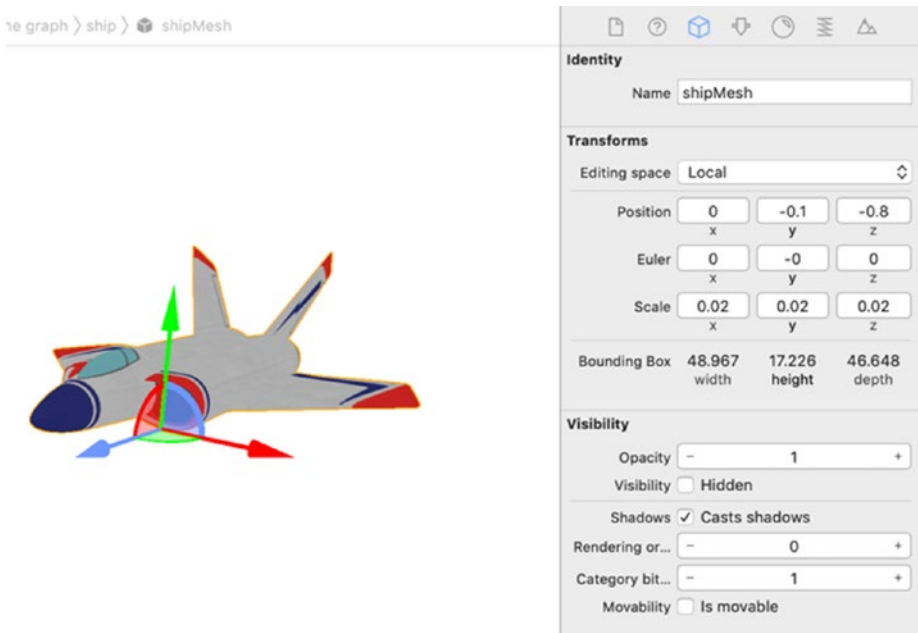 ne graph 〉 ship 〉 shipMesh
Identity
Name shipMesh
Transforms
Editing space Local
Position 0 -0.1 -0.8
x y z
Euler 0 -0 0
x y z
Scale 0.02 0.02 0.02
x y z
Bounding Box 48.967 17.226 46.648
width height depth
Visibility
Opacity − 1 +
Visibility Hidden
Shadows Casts shadows
Rendering or... − 0 +
Category bit... − 1 +
Movability Is movable